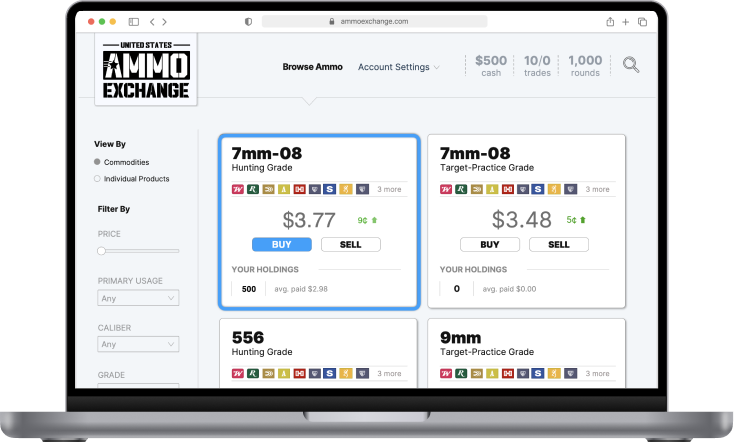 ammoexchange.com
UNITED STATES
AMMO
EXCHANGE
Browse Ammo
Account Settings
$500
cash
10/0
trades
1,000
rounds
View By
Commodities
Individual Products
Filter By
PRICE
PRIMARY USAGE
Any
CALIBER
Any
GRADE
7mm-08
Hunting Grade
3 more
$3.77 9¢
BUY SELL
YOUR HOLDINGS
500 avg. paid $2.98
7mm-08
Target-Practice Grade
3 more
$3.48 5¢
BUY SELL
YOUR HOLDINGS
0 avg. paid $0.00
556
Hunting Grade
3 more
9mm
Target-Practice Grade
3 more